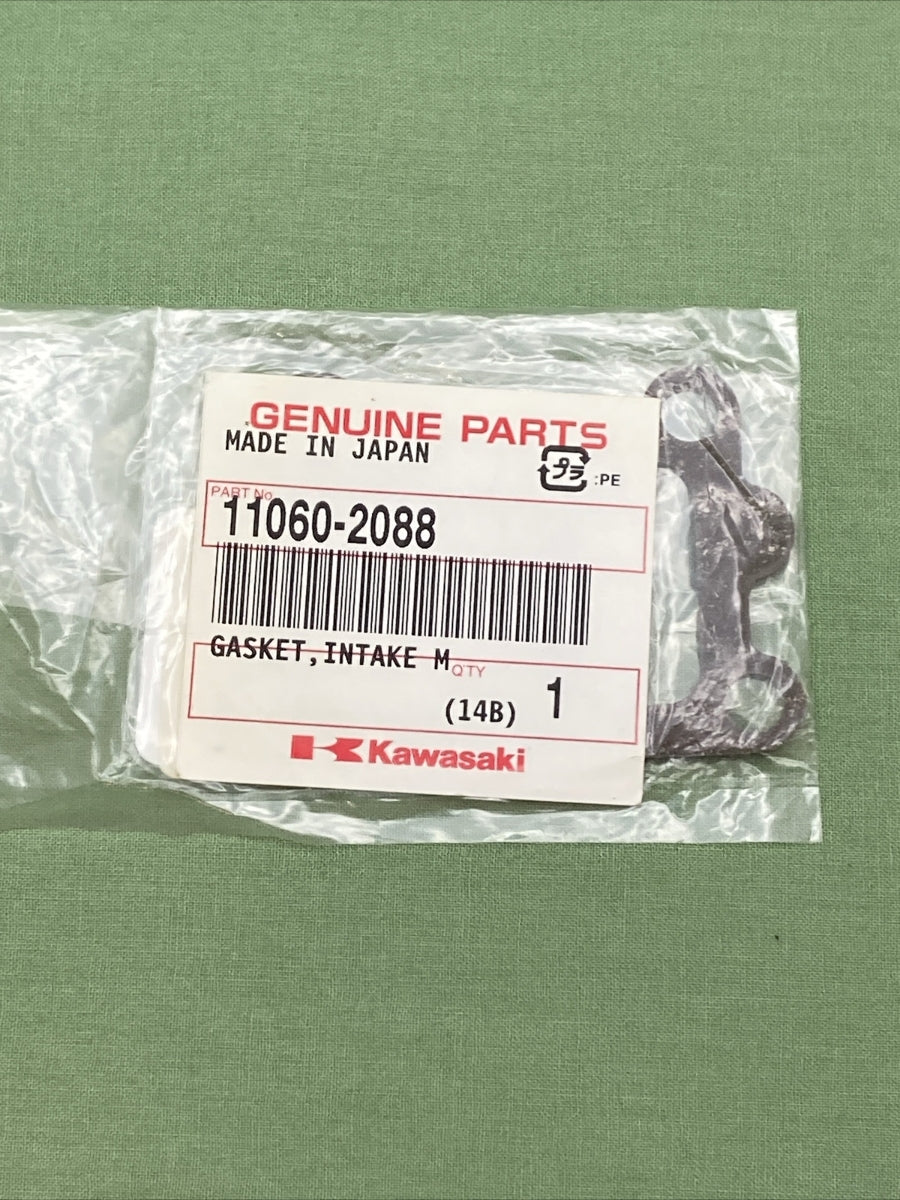 GENUINE PARTS
MADE IN JAPAN
プラ :PE
PART No.
11060-2088
GASKET,INTAKE M
QTY
(14B) 1
Kawasaki